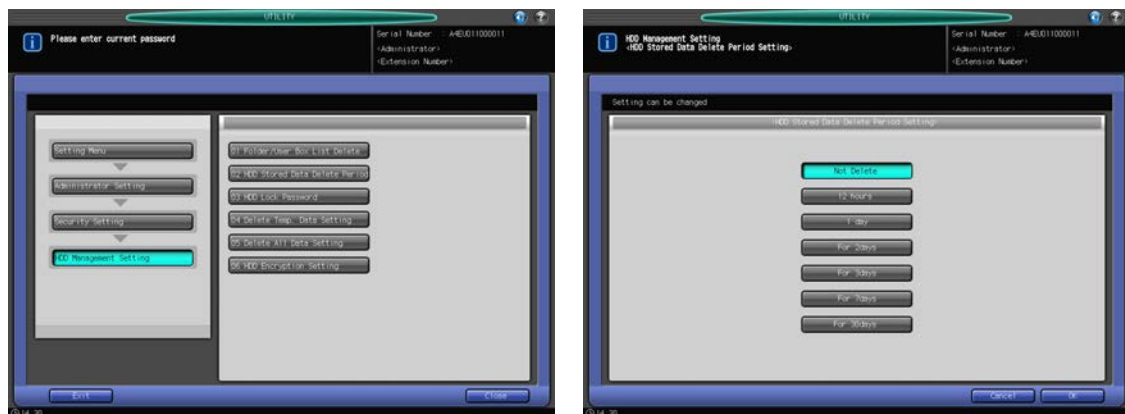 UTILITY
Please enter current password
Serial Number : A4EU011000011
<Administrator>
<Extension Number>
Setting Menu
Administrator Setting
Security Setting
HDD Management Setting
01 Folder/User Box List Delete
02 HDD Stored Data Delete Period
03 HDD Lock Password
04 Delete Temp. Data Setting
05 Delete All Data Setting
06 HDD Encryption Setting
Exit
Close
14:30
UTILITY
HDD Management Setting
<HDD Stored Data Delete Period Setting>
Serial Number : A4EU011000011
<Administrator>
<Extension Number>
Setting can be changed
<HDD Stored Data Delete Period Setting>
Not Delete
12 hours
1 day
For 2days
For 3days
For 7days
For 30days
Cancel
OK
14:30